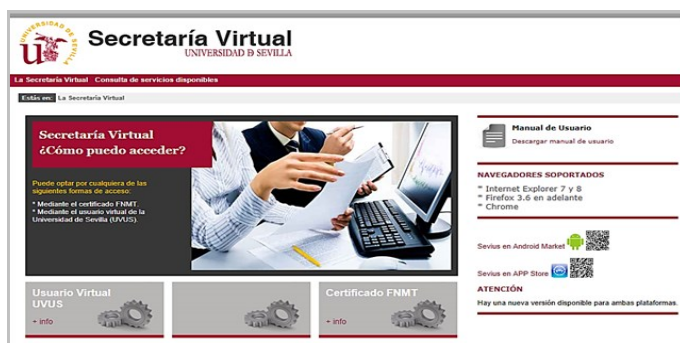 UNIVERSIDAD DE SEVILLA
Secretaría Virtual
UNIVERSIDAD Ð SEVILLA
La Secretaría Virtual Consulta de servicios disponibles
Estás en: La Secretaría Virtual
Secretaría Virtual
¿Cómo puedo acceder?
Puede optar por cualquiera de las
siguientes formas de acceso:
* Mediante el certificado FNMT.
* Mediante el usuario virtual de la
Universidad de Sevilla (UVUS).
Usuario Virtual
UVUS
+ info
Certificado FNMT
+ info
Manual de Usuario
Descargar manual de usuario
NAVEGADORES SOPORTADOS
* Internet Explorer 7 y 8
* Firefox 3.6 en adelante
* Chrome
Sevius en Android Market
Sevius en APP Store
ATENCIÓN
Hay una nueva versión disponible para ambas plataformas.